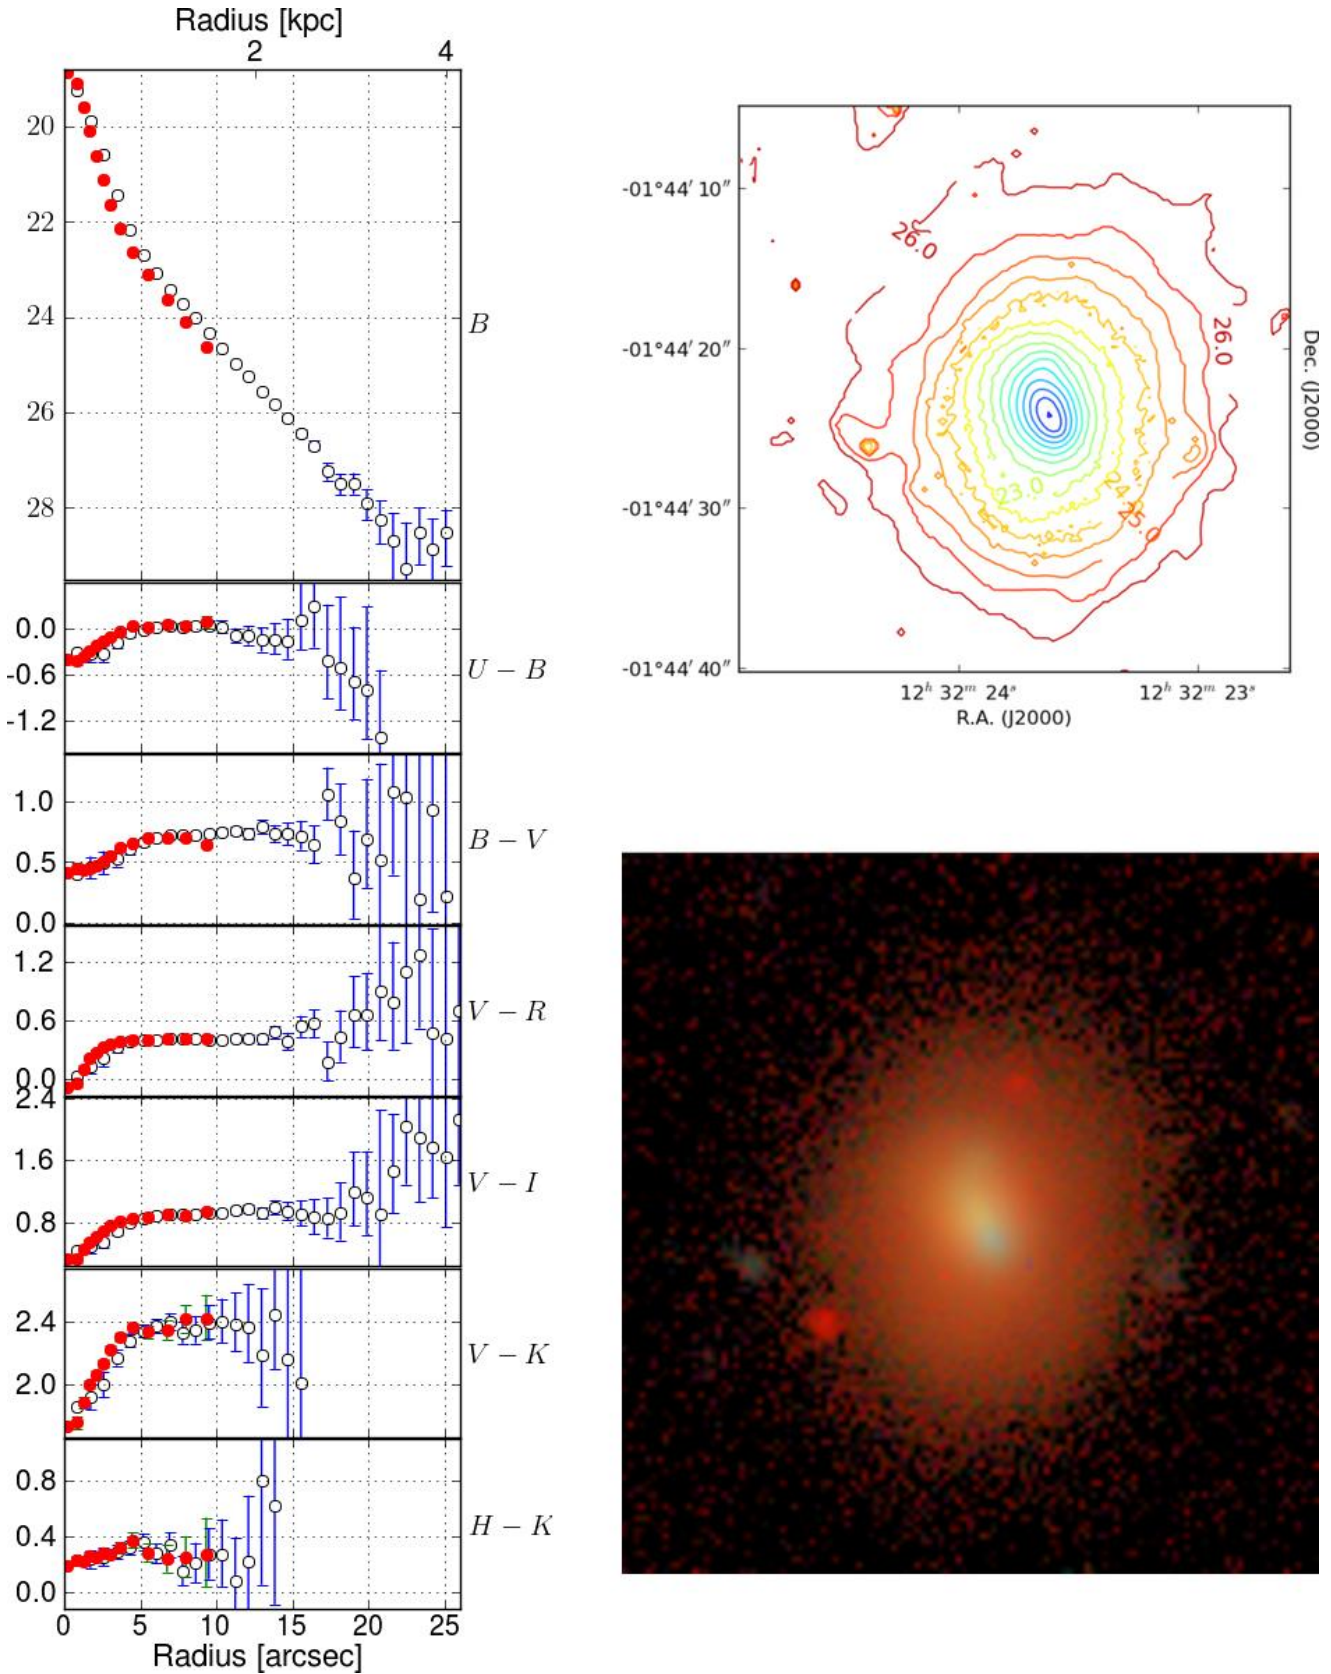 Radius [kpc]
2 4
20
22
24
26
28
B
0.0
-0.6
-1.2
U − B
1.0
0.5
0.0
B − V
1.2
0.6
0.0
V − R
2.4
1.6
0.8
V − I
2.4
2.0
V − K
0.8
0.4
0.0
H − K
0 5 10 15 20 25
Radius [arcsec]
-01°44′ 10″
-01°44′ 20″
-01°44′ 30″
-01°44′ 40″
26.0
26.0
23.0
25.0
Dec. (J2000)
12ʰ 32ᵐ 24ˢ 12ʰ 32ᵐ 23ˢ
R.A. (J2000)